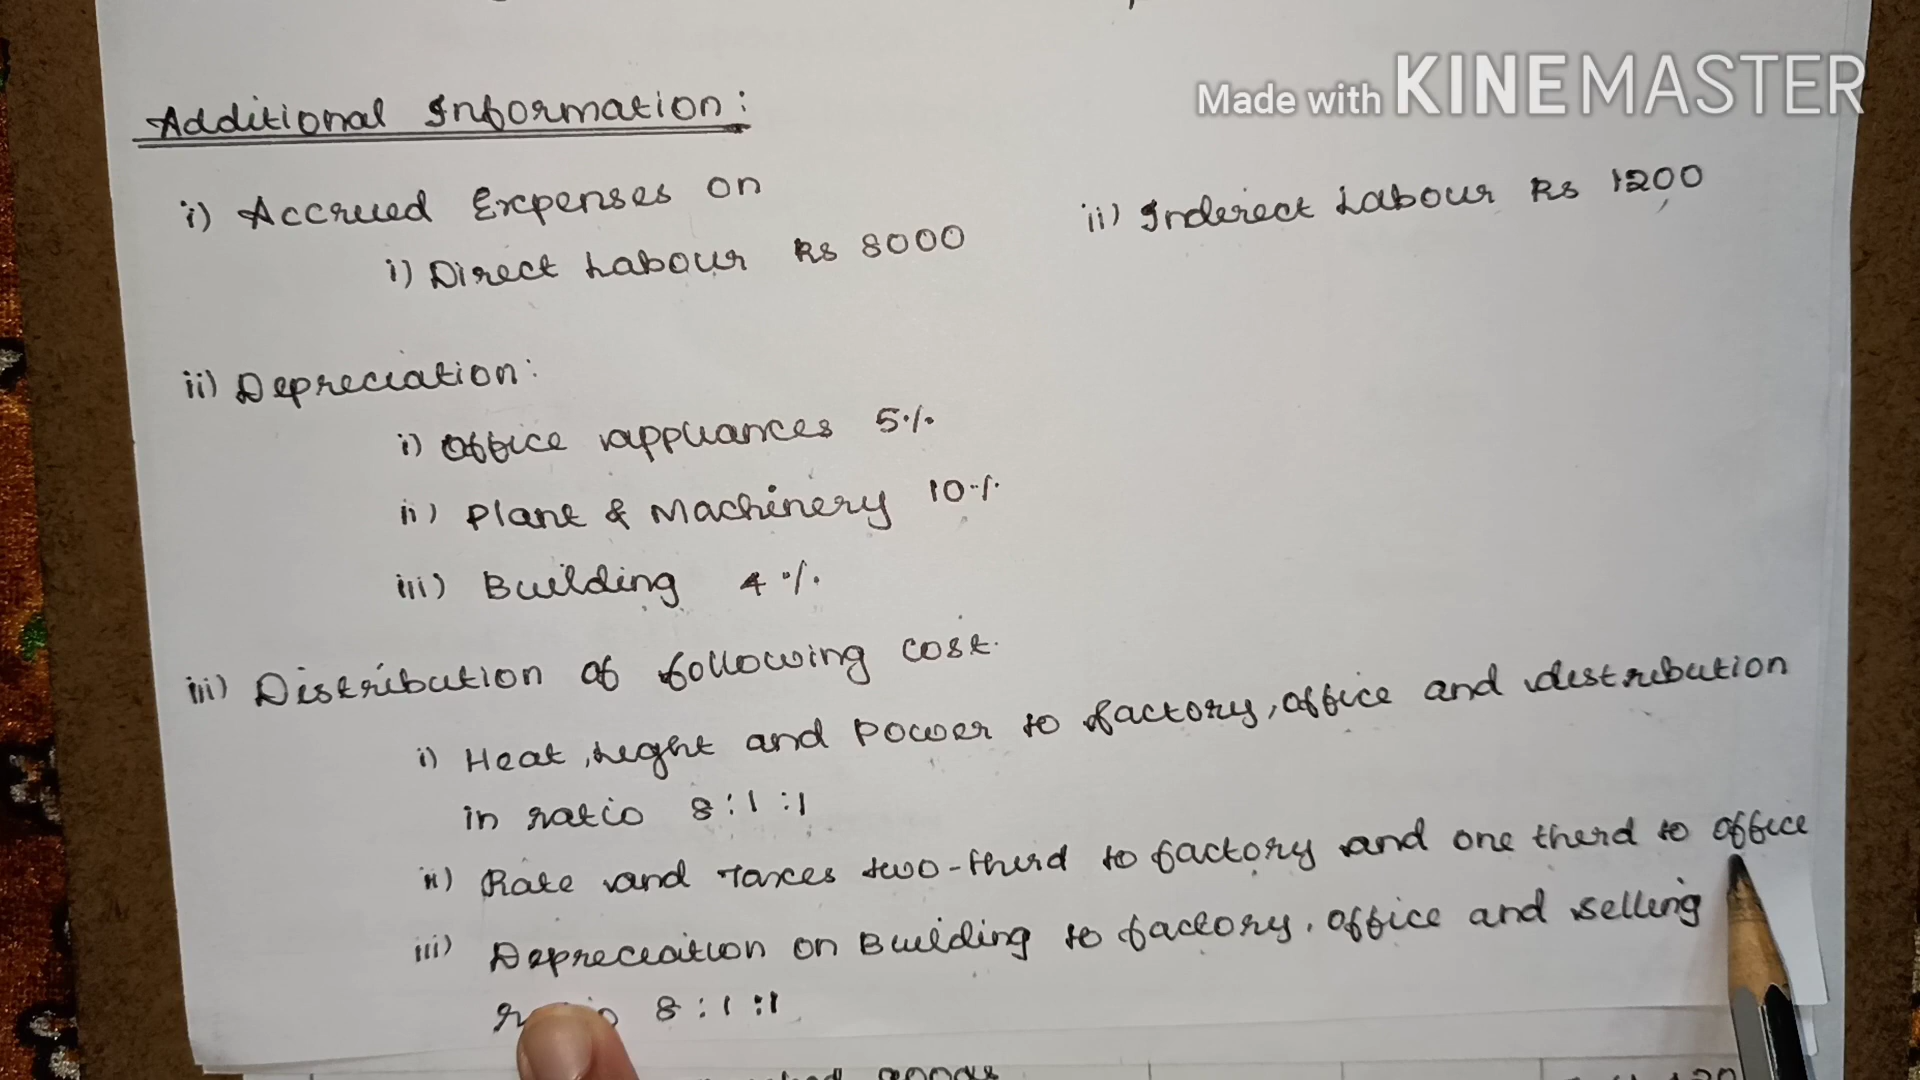 Made with KINEMASTER
Additional Information:
i) Accrued Expenses on
i) Direct Labour Rs 8000
ii) Inderect Labour Rs 1200
ii) Depreciation:
i) Office appliances 5%
ii) Plant & Machinery 10%
iii) Building 4%
iii) Distribution of following cost.
i) Heat, light and Power to factory, office and distribution
in ratio 8:1:1
ii) Rate and Taxes two-third to factory and one third to office
iii) Depreciation on Building to factory, office and selling
8:1:1
goods